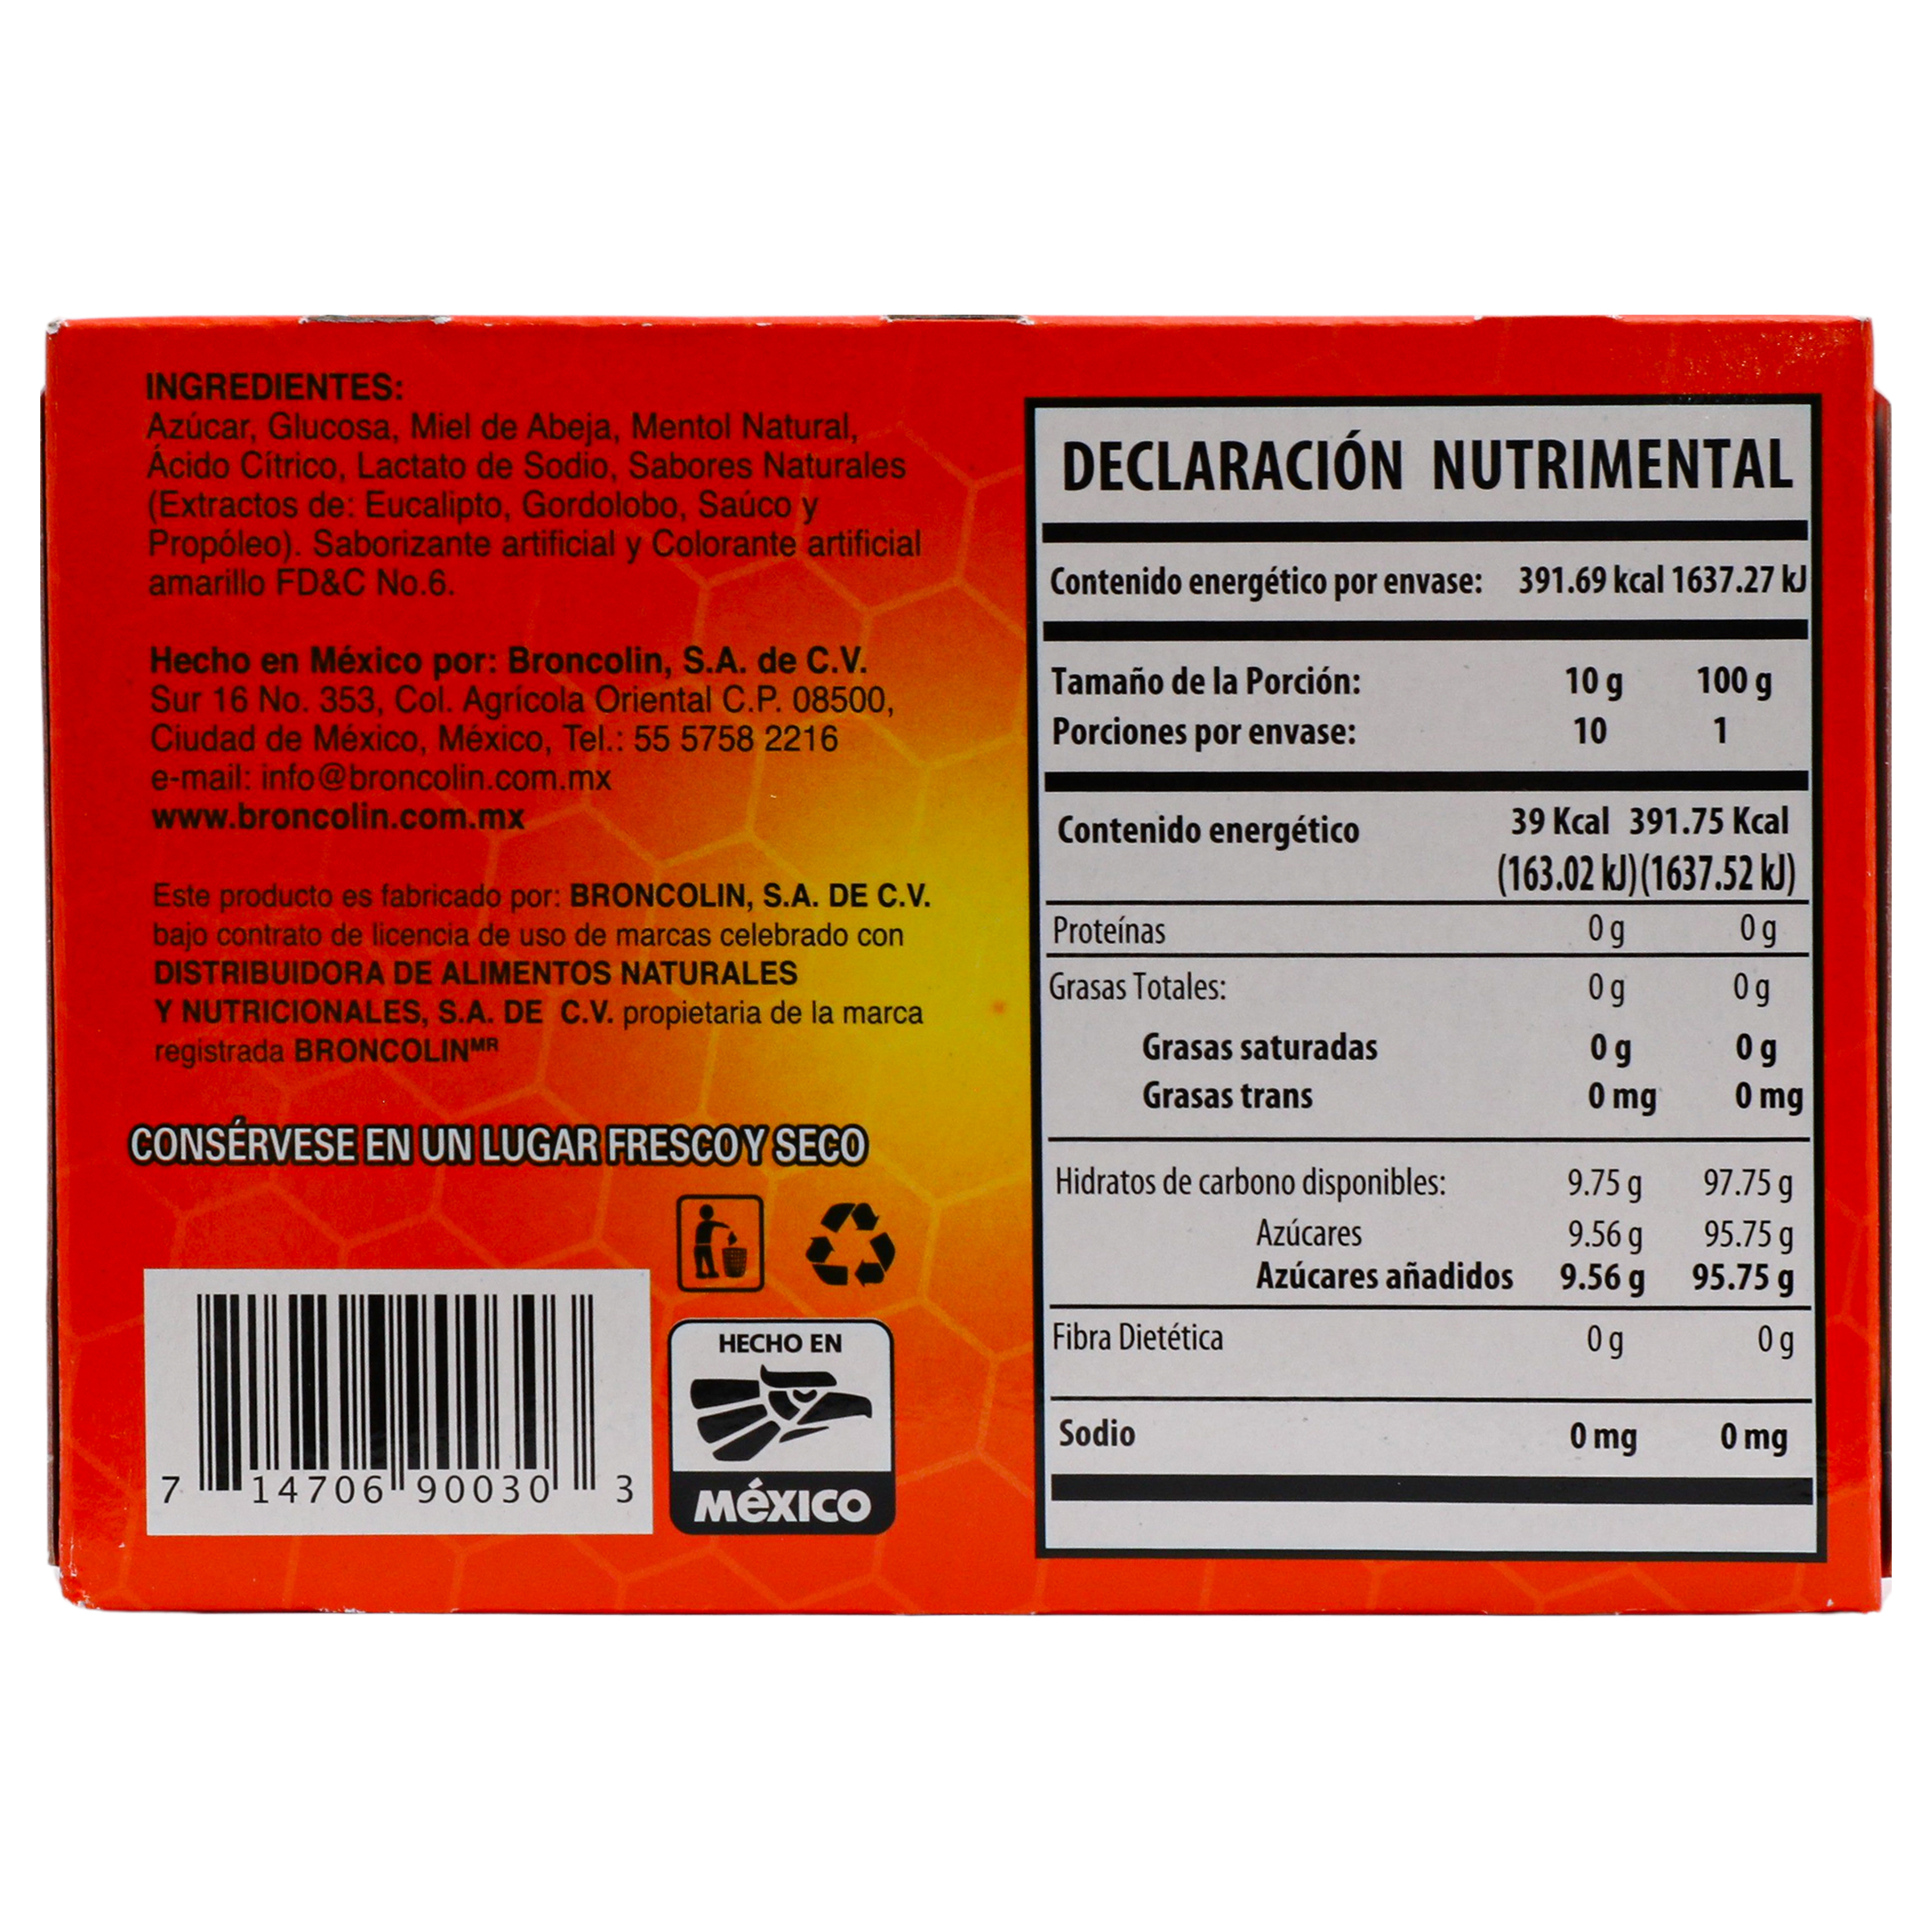 INGREDIENTES:
Azúcar, Glucosa, Miel de Abeja, Mentol Natural,
Ácido Cítrico, Lactato de Sodio, Sabores Naturales
(Extractos de: Eucalipto, Gordolobo, Saúco y
Propóleo). Saborizante artificial y Colorante artificial
amarillo FD&C No.6.
Hecho en México por: Broncolin, S.A. de C.V.
Sur 16 No. 353, Col. Agrícola Oriental C.P. 08500,
Ciudad de México, México, Tel.: 55 5758 2216
e-mail: info@broncolin.com.mx
www.broncolin.com.mx
Este producto es fabricado por: BRONCOLIN, S.A. DE C.V.
bajo contrato de licencia de uso de marcas celebrado con
DISTRIBUIDORA DE ALIMENTOS NATURALES
Y NUTRICIONALES, S.A. DE C.V. propietaria de la marca
registrada BRONCOLINMR
CONSÉRVESE EN UN LUGAR FRESCO Y SECO
7 14706 90030 3
HECHO EN
MéXICO
DECLARACIÓN NUTRIMENTAL
Contenido energético por envase: 391.69 kcal 1637.27 kJ
Tamaño de la Porción: 10 g 100 g
Porciones por envase: 10 1
Contenido energético 39 Kcal 391.75 Kcal
(163.02 kJ) (1637.52 kJ)
Proteínas 0 g 0 g
Grasas Totales: 0 g 0 g
Grasas saturadas 0 g 0 g
Grasas trans 0 mg 0 mg
Hidratos de carbono disponibles: 9.75 g 97.75 g
Azúcares 9.56 g 95.75 g
Azúcares añadidos 9.56 g 95.75 g
Fibra Dietética 0 g 0 g
Sodio 0 mg 0 mg